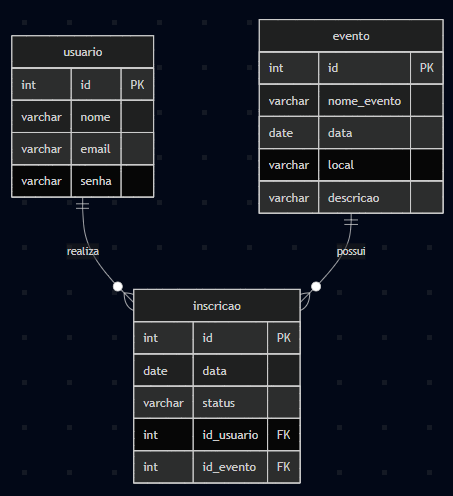 usuario
int id PK
varchar nome
varchar email
varchar senha
evento
int id PK
varchar nome_evento
date data
varchar local
varchar descricao
realiza
possui
inscricao
int id PK
date data
varchar status
int id_usuario FK
int id_evento FK